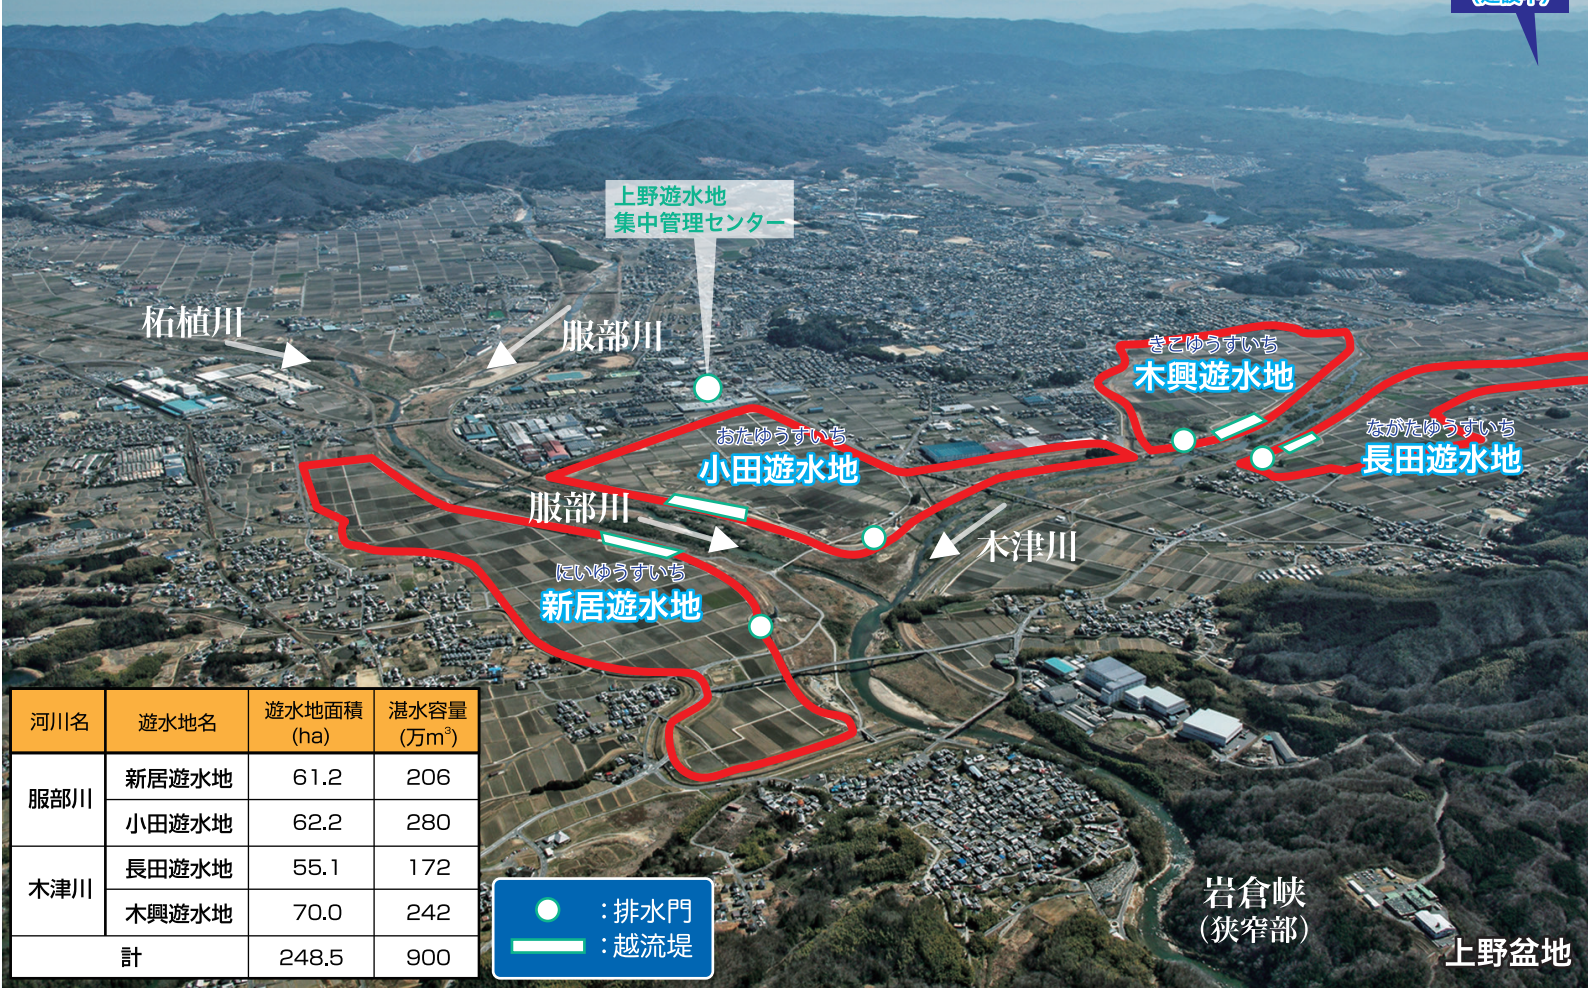 (建設中)
上野遊水地
集中管理センター
柘植川
服部川
きこゆうすいち
木興遊水地
おたゆうすいち
小田遊水地
ながたゆうすいち
長田遊水地
服部川
木津川
にいゆうすいち
新居遊水地
河川名 遊水地名 遊水地面積(ha) 湛水容量(万m³)
服部川 新居遊水地 61.2 206
小田遊水地 62.2 280
木津川 長田遊水地 55.1 172
木興遊水地 70.0 242
計 248.5 900
:排水門
:越流堤
岩倉峡
(狭窄部)
上野盆地